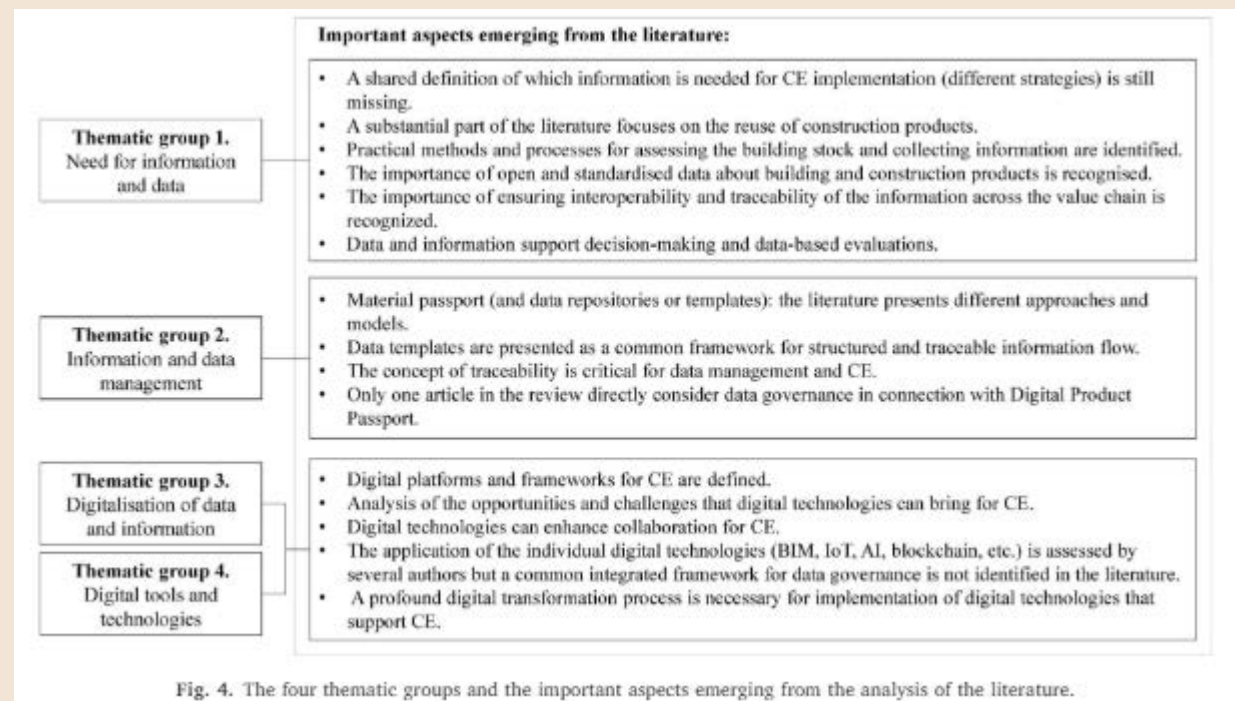 Important aspects emerging from the literature:
Thematic group 1.
Need for information
and data
• A shared definition of which information is needed for CE implementation (different strategies) is still
missing.
• A substantial part of the literature focuses on the reuse of construction products.
• Practical methods and processes for assessing the building stock and collecting information are identified.
• The importance of open and standardised data about building and construction products is recognised.
• The importance of ensuring interoperability and traceability of the information across the value chain is
recognized.
• Data and information support decision-making and data-based evaluations.
Thematic group 2.
Information and data
management
• Material passport (and data repositories or templates): the literature presents different approaches and
models.
• Data templates are presented as a common framework for structured and traceable information flow.
• The concept of traceability is critical for data management and CE.
• Only one article in the review directly consider data governance in connection with Digital Product
Passport.
Thematic group 3.
Digitalisation of data
and information
Thematic group 4.
Digital tools and
technologies
• Digital platforms and frameworks for CE are defined.
• Analysis of the opportunities and challenges that digital technologies can bring for CE.
• Digital technologies can enhance collaboration for CE.
• The application of the individual digital technologies (BIM, IoT, AI, blockchain, etc.) is assessed by
several authors but a common integrated framework for data governance is not identified in the literature.
• A profound digital transformation process is necessary for implementation of digital technologies that
support CE.
Fig. 4. The four thematic groups and the important aspects emerging from the analysis of the literature.